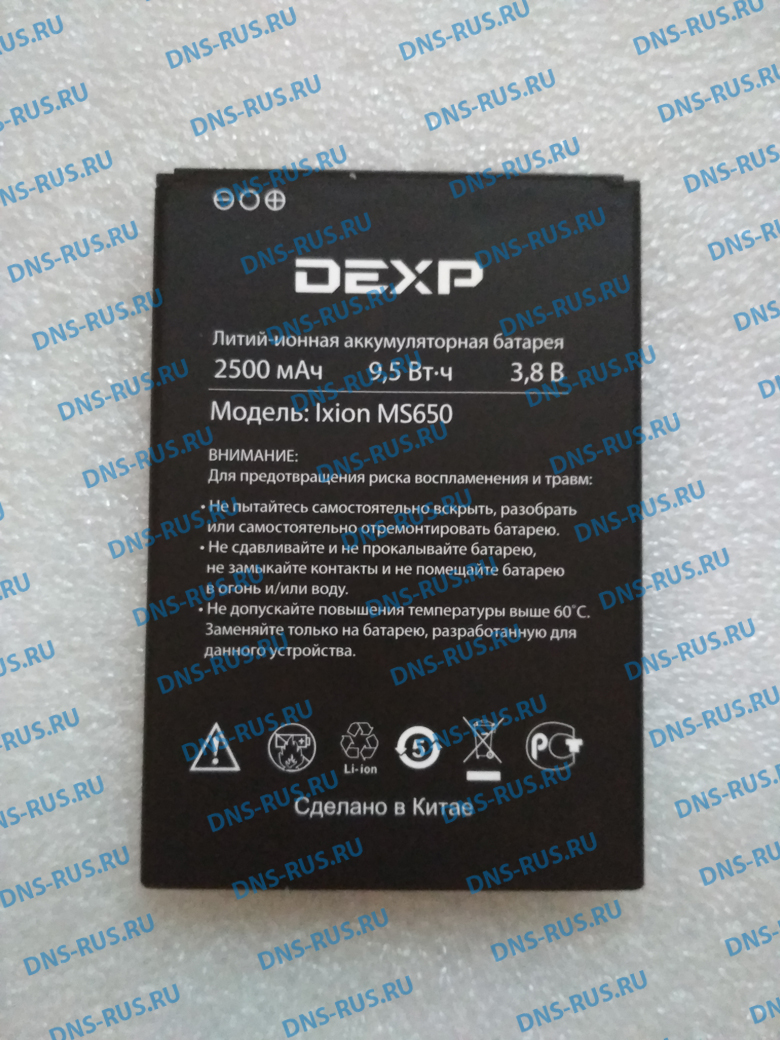 DEXP
Литий-ионная аккумуляторная батарея
2500 мАч 9,5 Вт·ч 3,8 В
Модель: Ixion MS650
ВНИМАНИЕ:
Для предотвращения риска воспламенения и травм:
• Не пытайтесь самостоятельно вскрыть, разобрать
или самостоятельно отремонтировать батарею.
• Не сдавливайте и не прокалывайте батарею,
не замыкайте контакты и не помещайте батарею
в огонь и/или воду.
• Не допускайте повышения температуры выше 60°С.
Заменяйте только на батарею, разработанную для
данного устройства.
Li-ion
5
РСТ
Сделано в Китае
DNS-RUS.RU